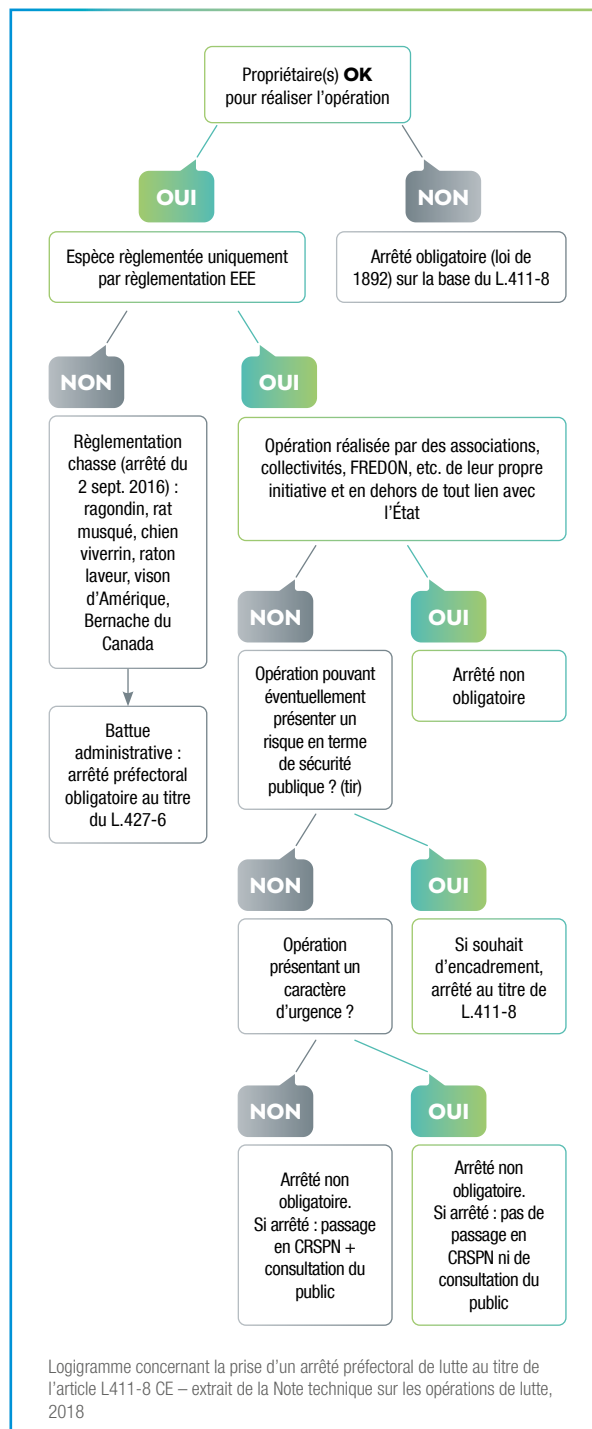 Propriétaire(s) OK
pour réaliser l’opération
OUI
NON
Espèce règlementée uniquement
par règlementation EEE
Arrêté obligatoire (loi de
1892) sur la base du L.411-8
NON
OUI
Règlementation
chasse (arrêté du
2 sept. 2016) :
ragondin, rat
musqué, chien
viverrin, raton
laveur, vison
d’Amérique,
Bernache du
Canada
Opération réalisée par des associations,
collectivités, FREDON, etc. de leur propre
initiative et en dehors de tout lien avec
l’État
NON
OUI
Battue
administrative :
arrêté préfectoral
obligatoire au titre
du L.427-6
Opération pouvant
éventuellement
présenter un
risque en terme
de sécurité
publique ? (tir)
Arrêté non
obligatoire
NON
OUI
Opération
présentant un
caractère
d’urgence ?
Si souhait
d’encadrement,
arrêté au titre de
L.411-8
NON
OUI
Arrêté non
obligatoire.
Si arrêté : passage
en CRSPN +
consultation du
public
Arrêté non
obligatoire.
Si arrêté : pas de
passage en
CRSPN ni de
consultation du
public
Logigramme concernant la prise d’un arrêté préfectoral de lutte au titre de
l’article L411-8 CE – extrait de la Note technique sur les opérations de lutte,
2018